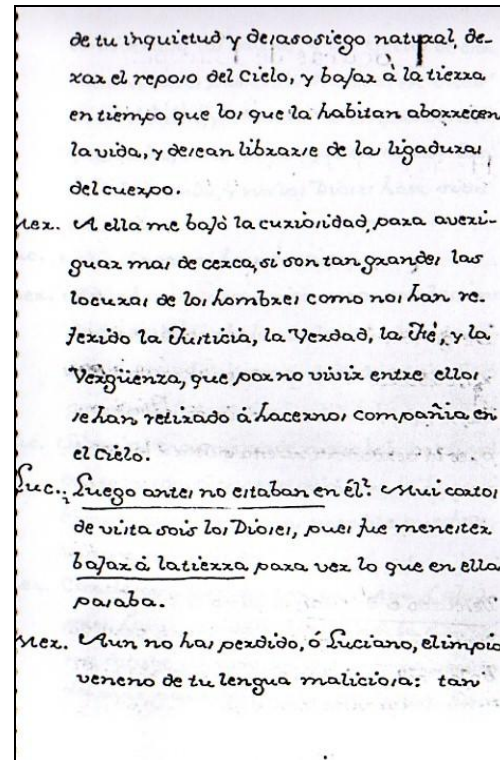 de tu inquietud y desasosiego natural, de-
xar el reposo del Cielo, y bajar à la tierra
en tiempo que los que la habitan aborrecen
la vida, y desean librarse de las ligaduras
del cuerpo.
Mer. A ella me bajò la curiosidad, para averi-
guar mas de cerca, si son tan grandes las
locuras de los hombres como nos han re-
ferido la Justicia, la Verdad, la Fé, y la
Vergüenza, que por no vivir entre ellos
se han retirado á hacernos compañia en
el Cielo.
Luc. ¿Luego antes no estaban en él? Mui cortos
de vista sois los Dioses, pues fue menester
bajar à la tierra para ver lo que en ella
pasaba.
Mer. Aun no has perdido, ó Luciano, el impio
veneno de tu lengua maliciosa: tan